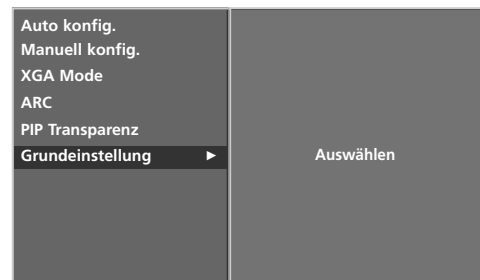 Auto konfig.
Manuell konfig.
XGA Mode
ARC
PIP Transparenz
Grundeinstellung ►
Auswählen